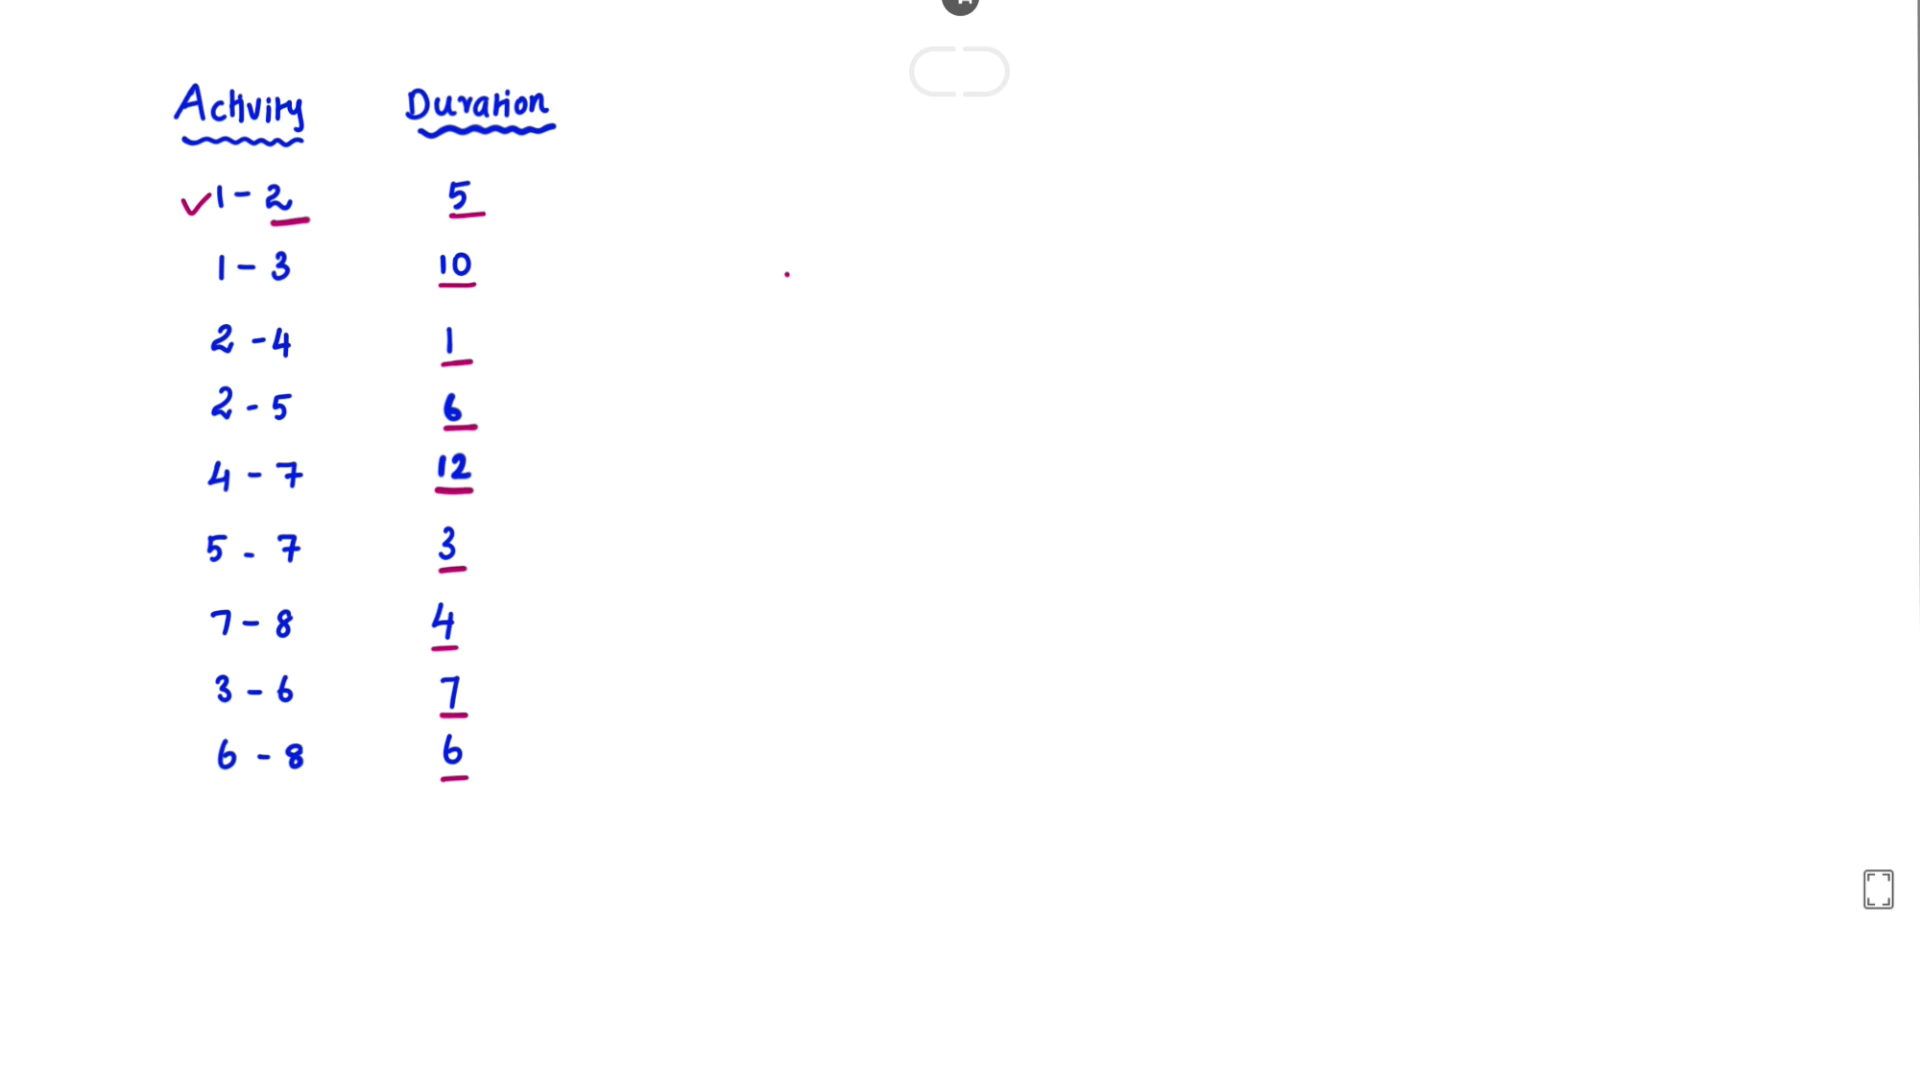 Activity Duration
✓1 - 2 5
1 - 3 10
2 - 4 1
2 - 5 6
4 - 7 12
5 - 7 3
7 - 8 4
3 - 6 7
6 - 8 6